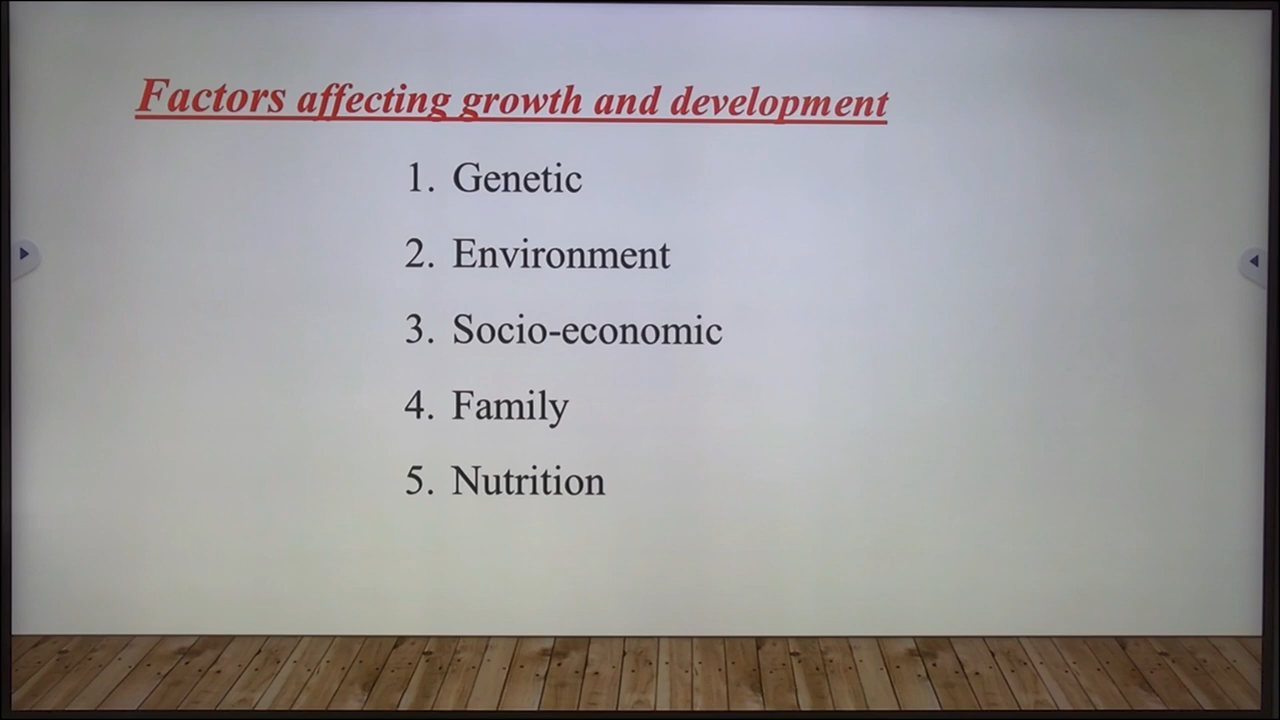 Factors affecting growth and development
1. Genetic
2. Environment
3. Socio-economic
4. Family
5. Nutrition